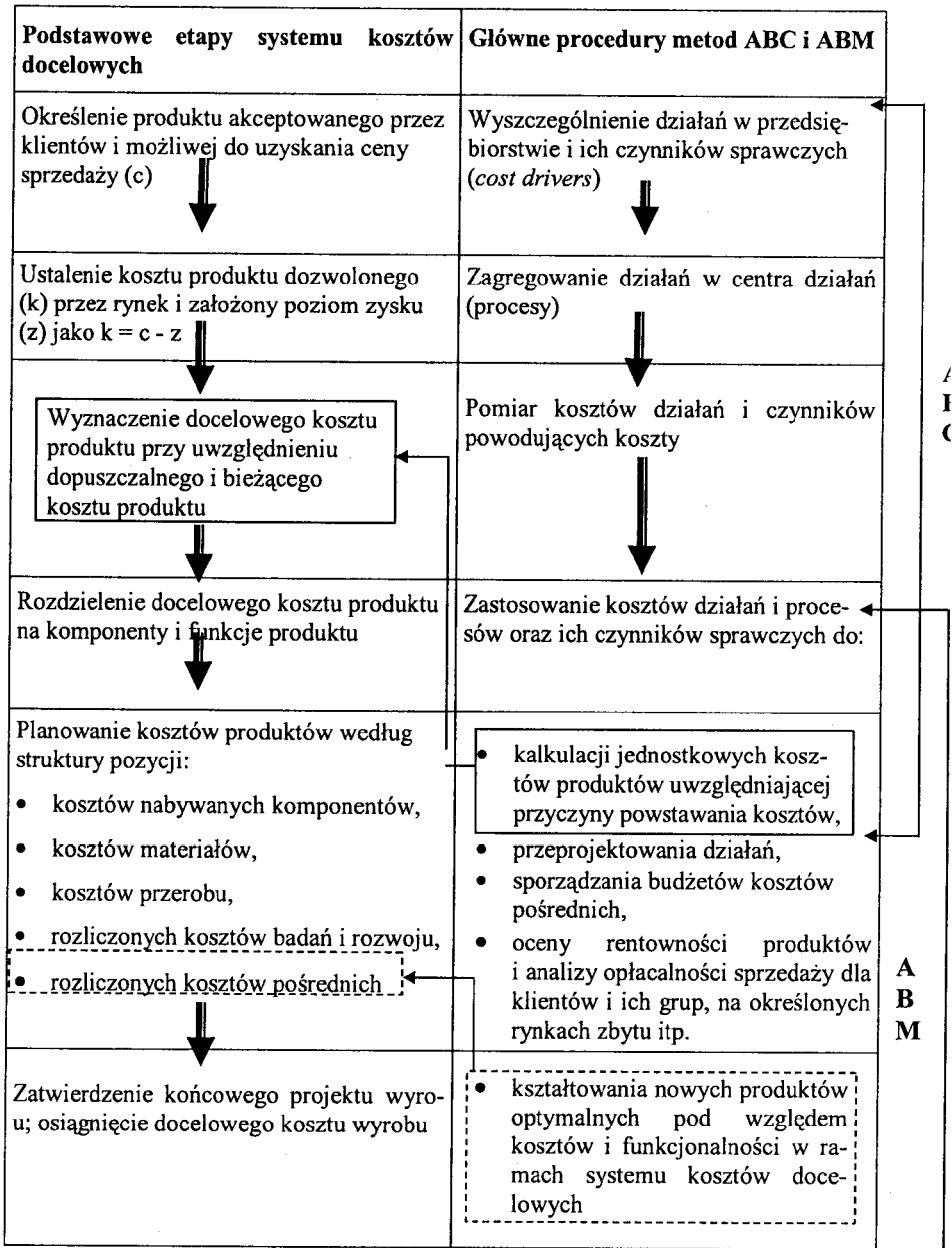 Podstawowe etapy systemu kosztów
docelowych
Główne procedury metod ABC i ABM
Określenie produktu akceptowanego przez
klientów i możliwej do uzyskania ceny
sprzedaży (c)
Wyszczególnienie działań w przedsię-
biorstwie i ich czynników sprawczych
(cost drivers)
Ustalenie kosztu produktu dozwolonego
(k) przez rynek i założony poziom zysku
(z) jako k = c - z
Zagregowanie działań w centra działań
(procesy)
Wyznaczenie docelowego kosztu
produktu przy uwzględnieniu
dopuszczalnego i bieżącego
kosztu produktu
Pomiar kosztów działań i czynników
powodujących koszty
Rozdzielenie docelowego kosztu produktu
na komponenty i funkcje produktu
Zastosowanie kosztów działań i proce-
sów oraz ich czynników sprawczych do:
Planowanie kosztów produktów według
struktury pozycji:
• kosztów nabywanych komponentów,
• kosztów materiałów,
• kosztów przerobu,
• rozliczonych kosztów badań i rozwoju,
• rozliczonych kosztów pośrednich
• kalkulacji jednostkowych kosz-
tów produktów uwzględniającej
przyczyny powstawania kosztów,
• przeprojektowania działań,
• sporządzania budżetów kosztów
pośrednich,
• oceny rentowności produktów
i analizy opłacalności sprzedaży dla
klientów i ich grup, na określonych
rynkach zbytu itp.
A
B
M
Zatwierdzenie końcowego projektu wyro-
u; osiągnięcie docelowego kosztu wyrobu
• kształtowania nowych produktów
optymalnych pod względem
kosztów i funkcjonalności w ra-
mach systemu kosztów doce-
lowych